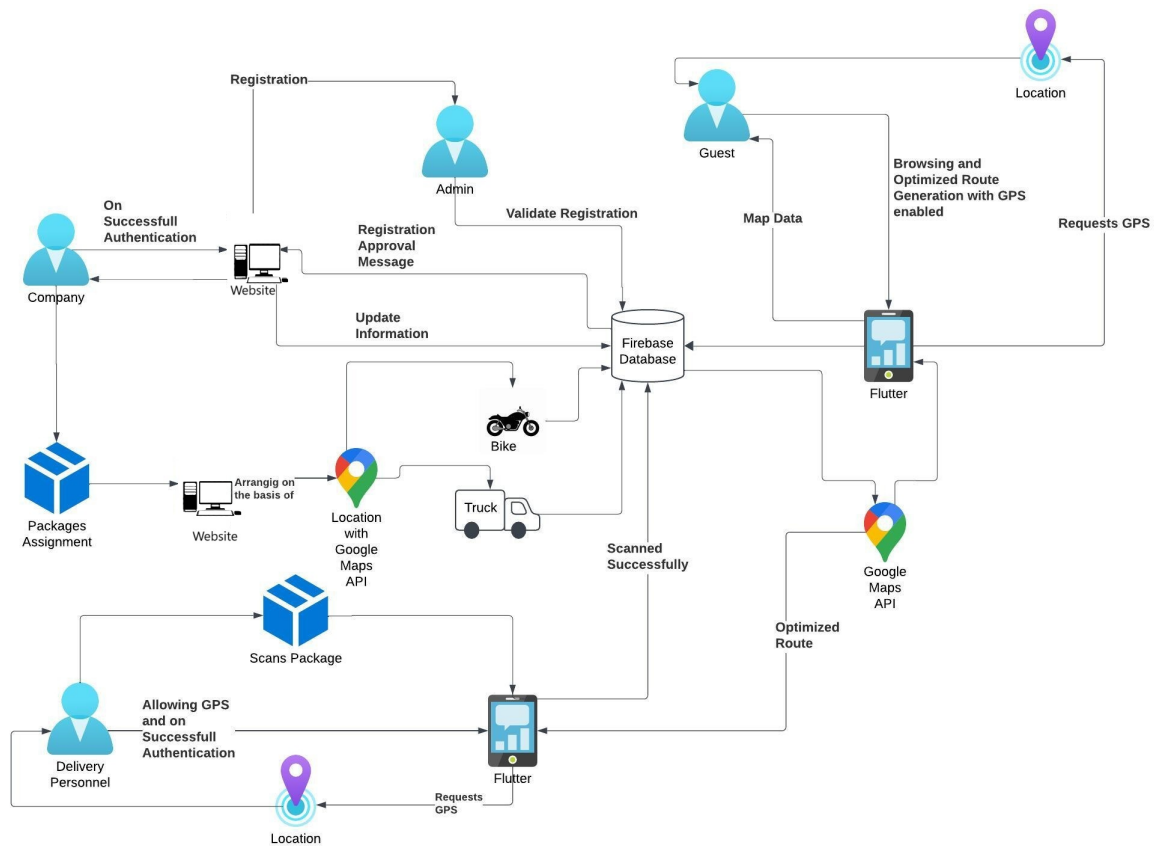 Registration
Admin
Location
Guest
Browsing and
Optimized Route
Generation with GPS
enabled
Map Data
Requests GPS
On
Successfull
Authentication
Validate Registration
Registration
Approval
Message
Company
Website
Update
Information
Firebase
Database
Flutter
Bike
Arrangig on
the basis of
Truck
Packages
Assignment
Website
Location
with
Google
Maps
API
Scanned
Successfully
Google
Maps
API
Optimized
Route
Scans Package
Allowing GPS
and on
Successfull
Authentication
Delivery
Personnel
Flutter
Requests
GPS
Location